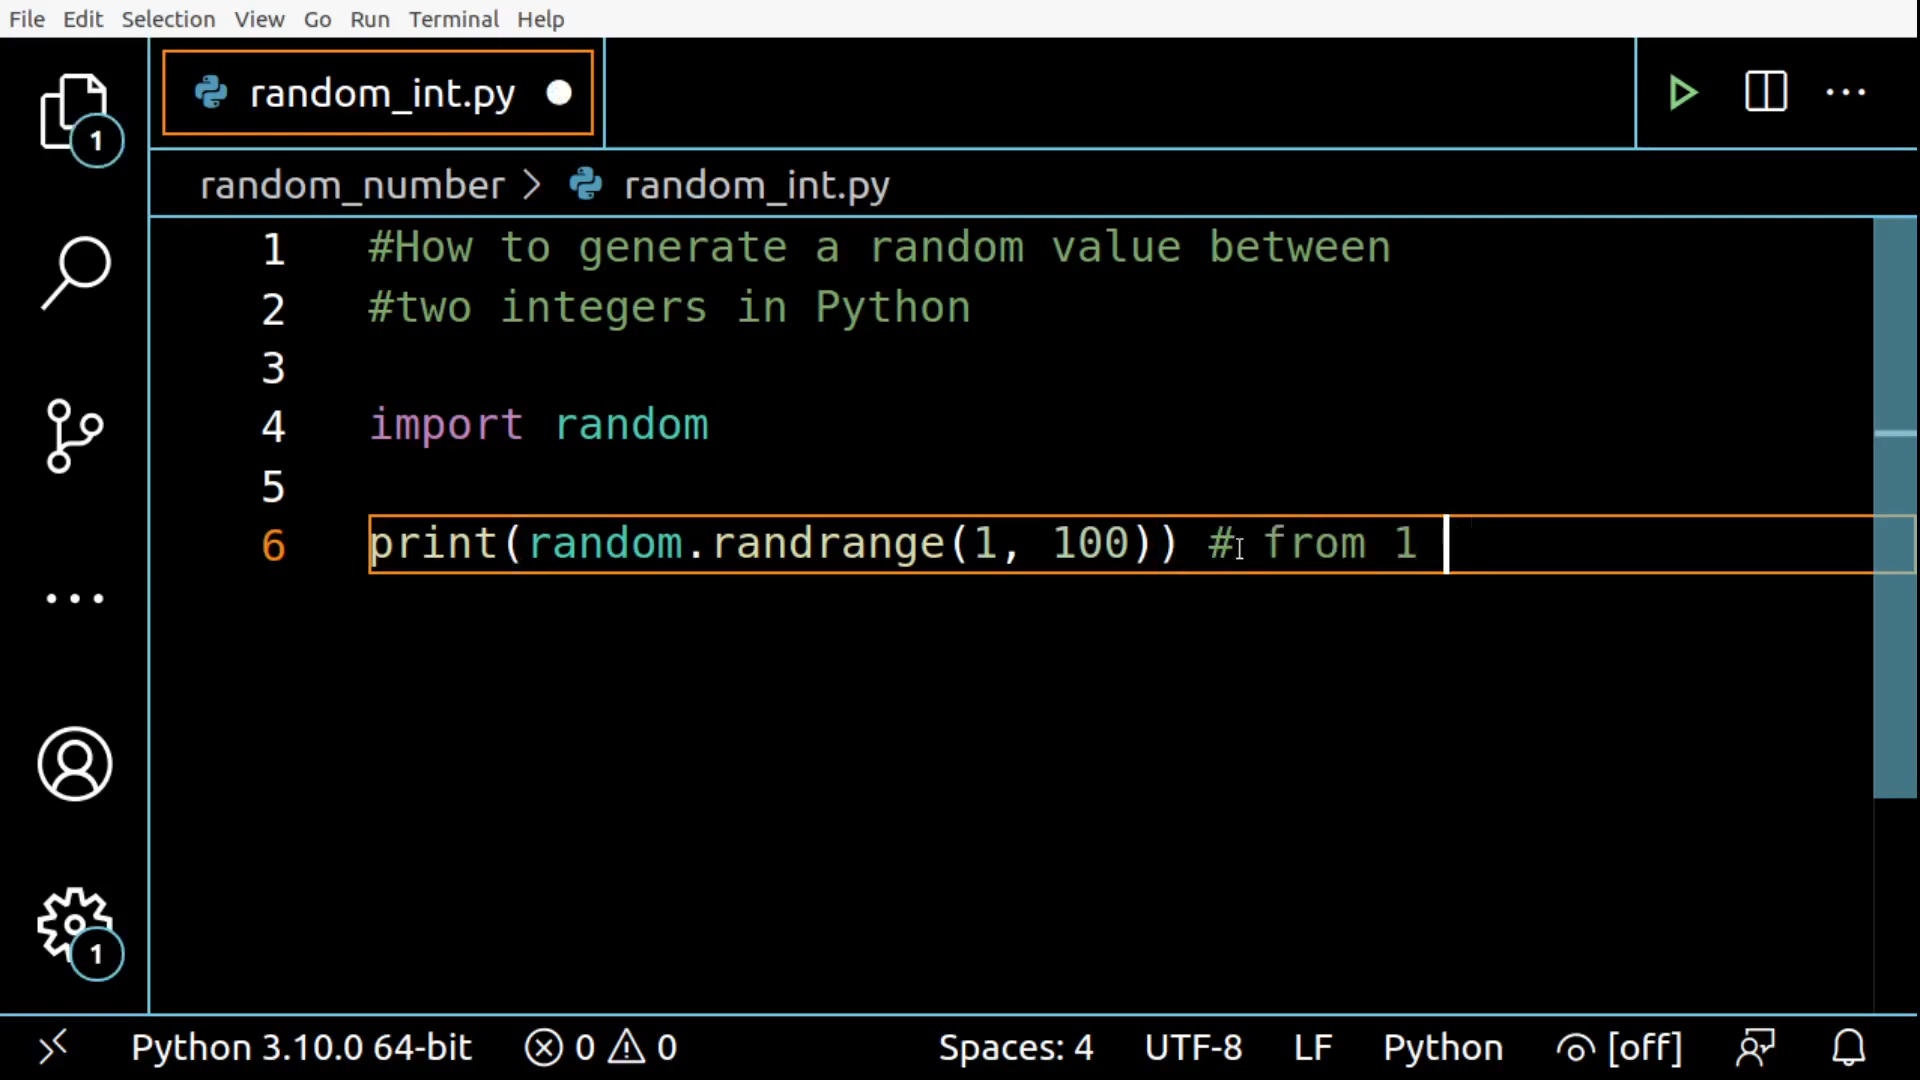 File Edit Selection View Go Run Terminal Help
random_int.py
1
random_number > random_int.py
1 #How to generate a random value between
2 #two integers in Python
3
4 import random
5
6 print(random.randrange(1, 100)) # from 1
1
Python 3.10.0 64-bit 0 0 Spaces: 4 UTF-8 LF Python [off]